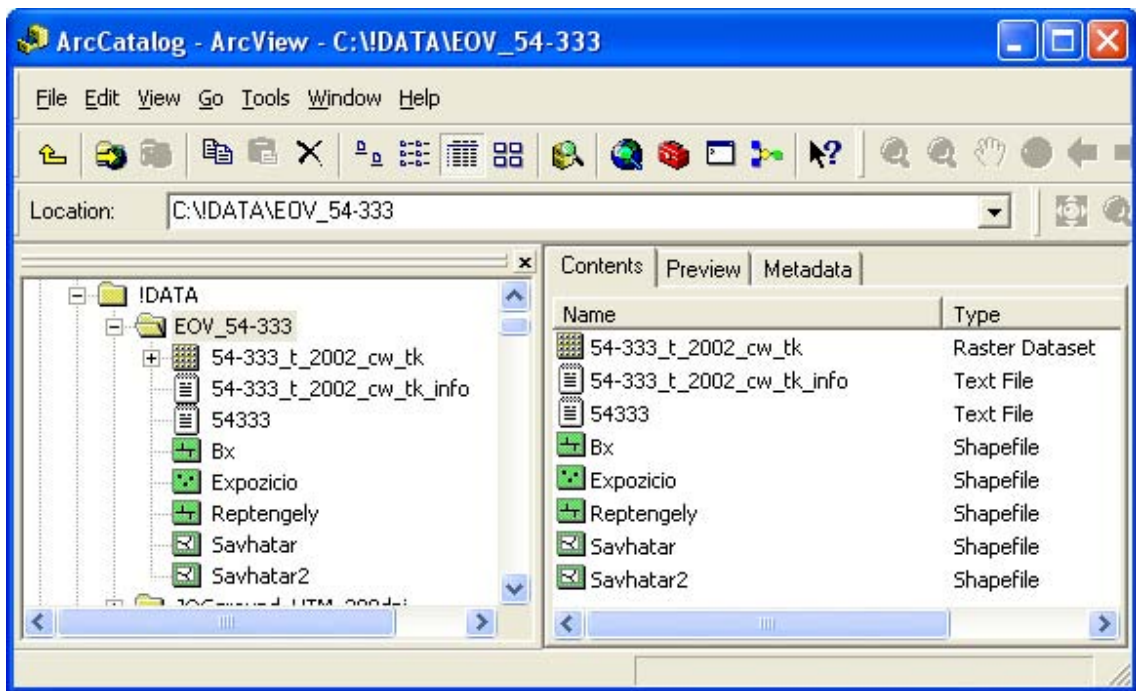 ArcCatalog - ArcView - C:\!DATA\EOV_54-333
File Edit View Go Tools Window Help
Location: C:\!DATA\EOV_54-333
!DATA
EOV_54-333
54-333_t_2002_cw_tk
54-333_t_2002_cw_tk_info
54333
Bx
Expozicio
Reptengely
Savhatar
Savhatar2
Contents Preview Metadata
Name Type
54-333_t_2002_cw_tk Raster Dataset
54-333_t_2002_cw_tk_info Text File
54333 Text File
Bx Shapefile
Expozicio Shapefile
Reptengely Shapefile
Savhatar Shapefile
Savhatar2 Shapefile